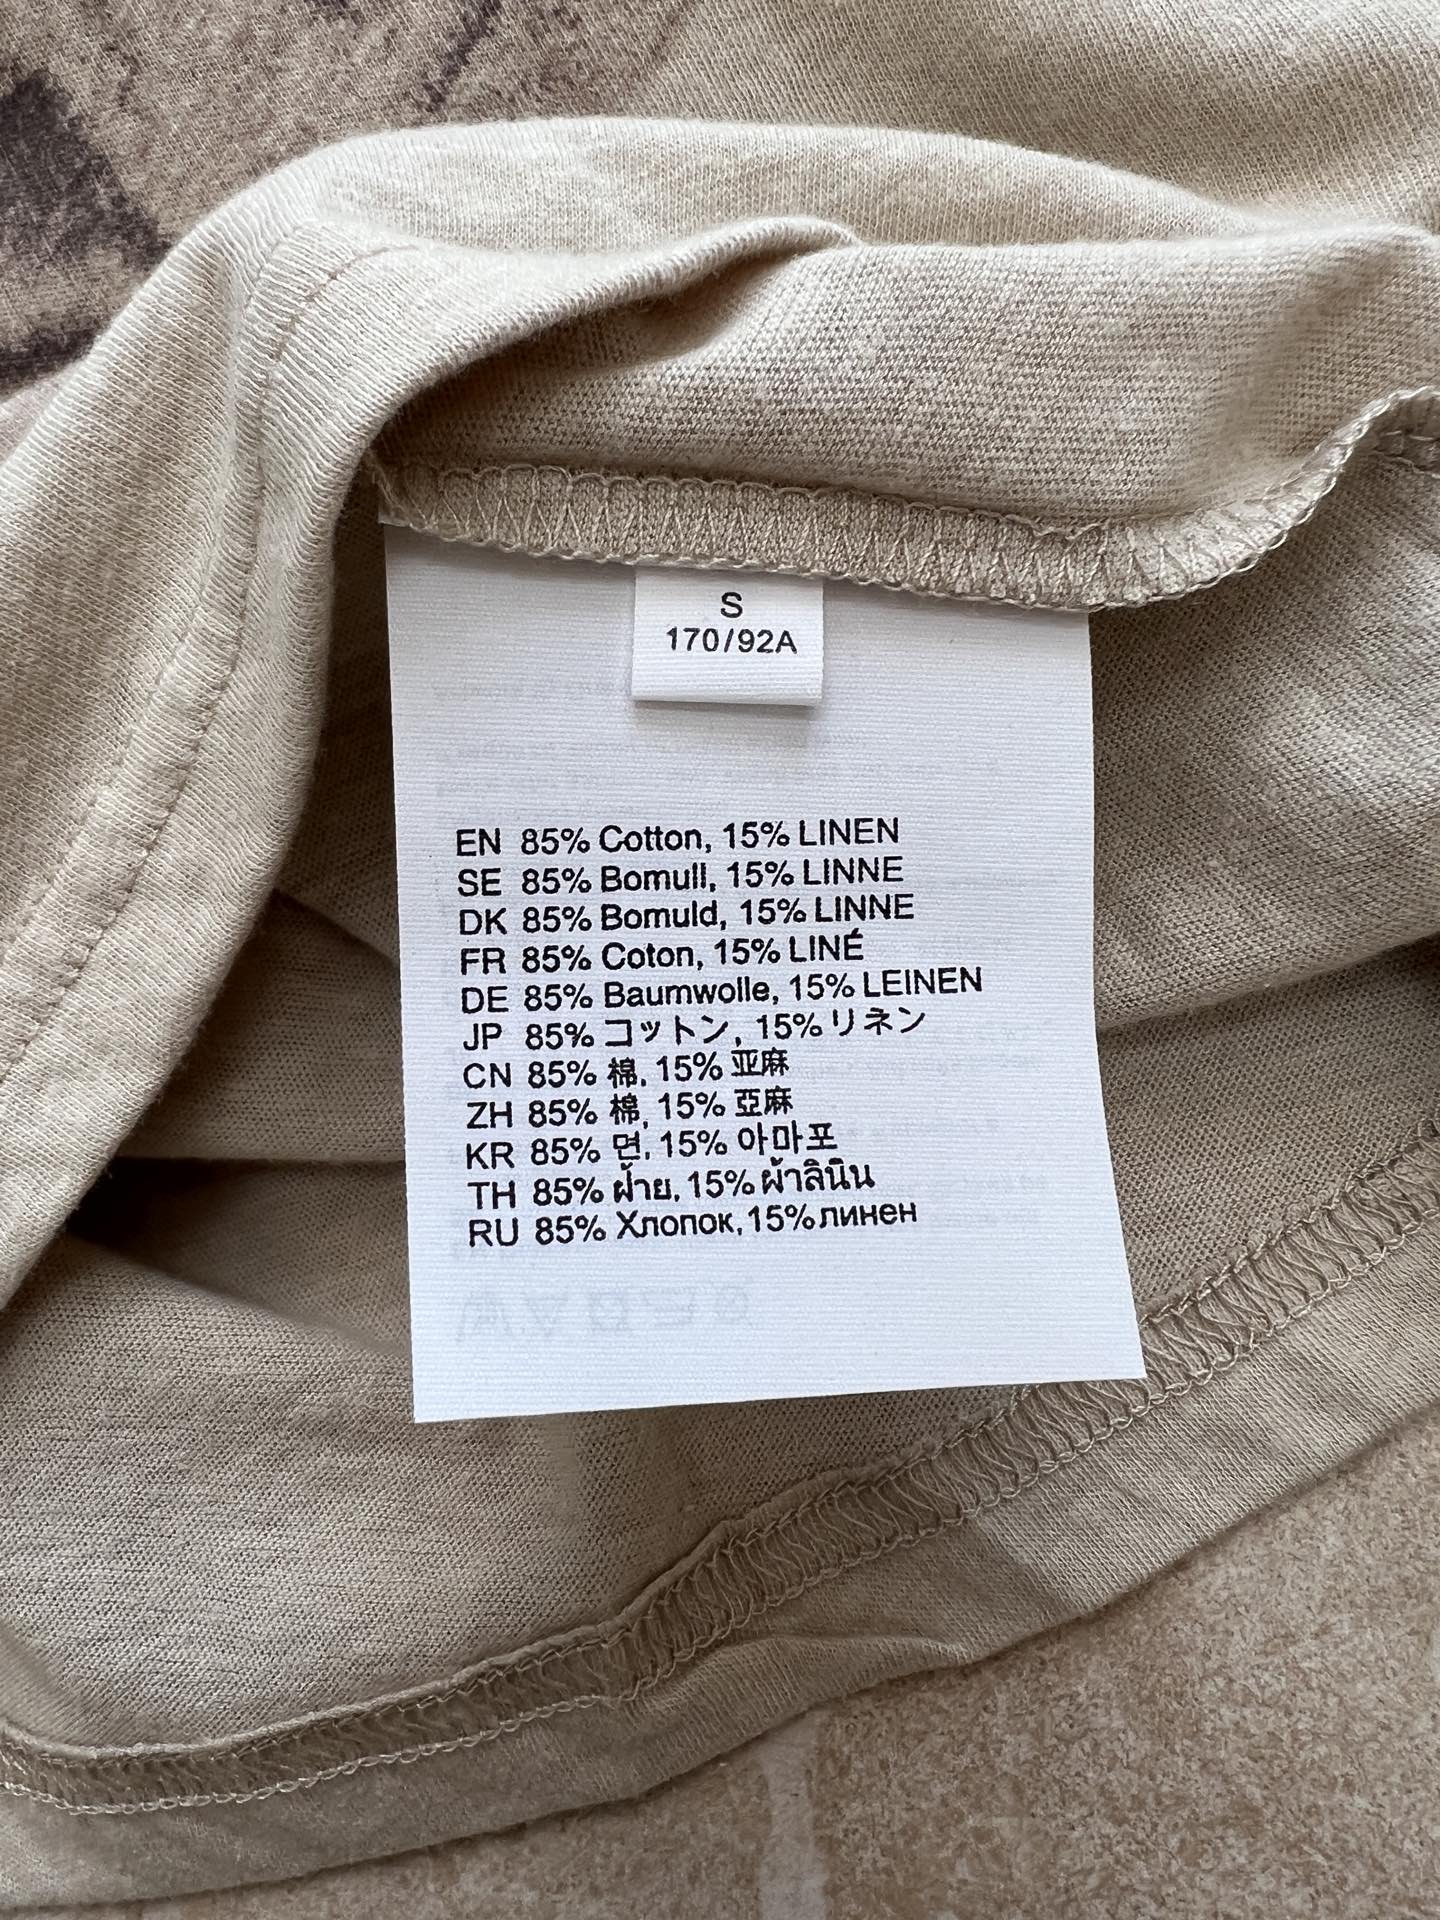 S
170/92A
EN 85% Cotton, 15% LINEN
SE 85% Bomull, 15% LINNE
DK 85% Bomuld, 15% LINNE
FR 85% Coton, 15% LINÉ
DE 85% Baumwolle, 15% LEINEN
JP 85% コットン, 15% リネン
CN 85% 棉, 15% 亚麻
ZH 85% 棉, 15% 亞麻
KR 85% 면, 15% 아마포
TH 85% ฝ้าย, 15% ผ้าลินิน
RU 85% Хлопок, 15% линен